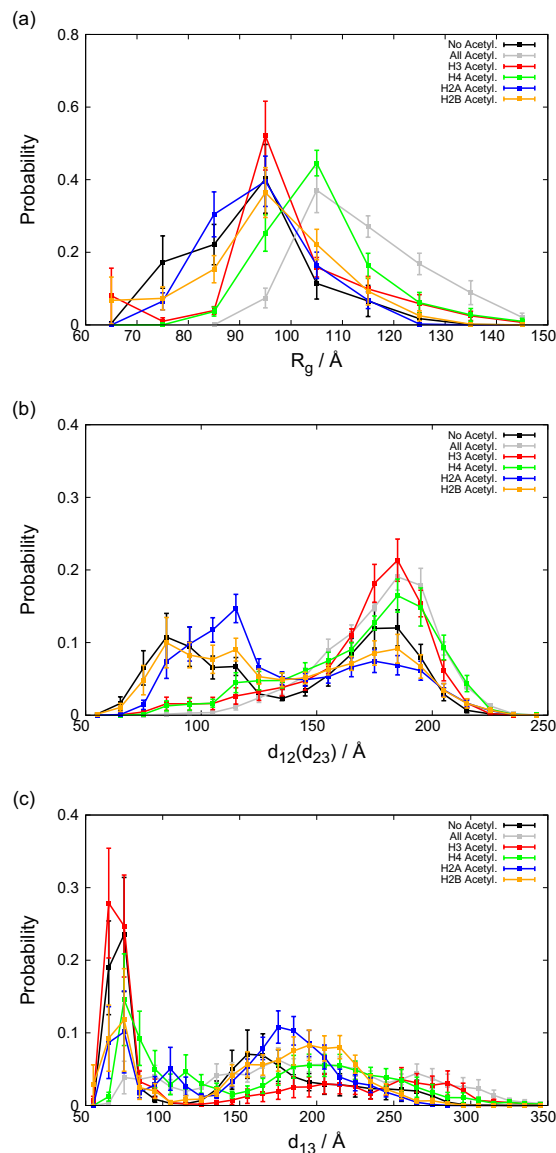 (a)
Probability
0.8
0.6
0.4
0.2
0
60 70 80 90 100 110 120 130 140 150
R_g / Å
No Acetyl.
All Acetyl.
H3 Acetyl.
H4 Acetyl.
H2A Acetyl.
H2B Acetyl.
(b)
Probability
0.4
0.3
0.2
0.1
0
50 100 150 200 250
d12(d23) / Å
No Acetyl.
All Acetyl.
H3 Acetyl.
H4 Acetyl.
H2A Acetyl.
H2B Acetyl.
(c)
Probability
0.4
0.3
0.2
0.1
0
50 100 150 200 250 300 350
d13 / Å
No Acetyl.
All Acetyl.
H3 Acetyl.
H4 Acetyl.
H2A Acetyl.
H2B Acetyl.